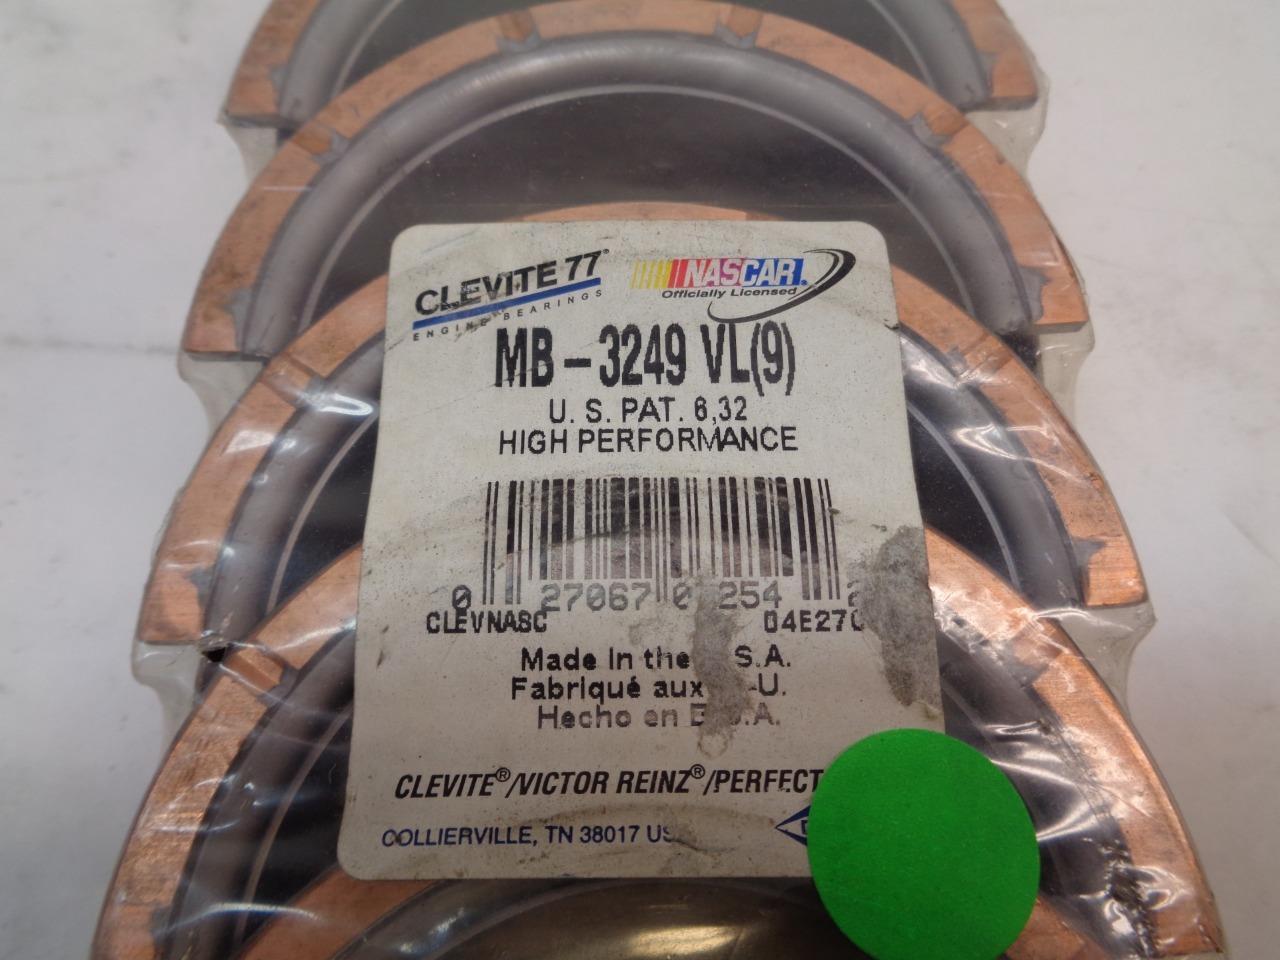 CLEVITE 77®
ENGINE BEARINGS
NASCAR®
Officially Licensed
MB-3249 VL(9)
U. S. PAT. 6,32
HIGH PERFORMANCE
0 27067 254
CLEVNASC 04E27
Made in the S.A.
Fabriqué aux -U.
Hecho en .A.
CLEVITE®/VICTOR REINZ®/PERFECT
COLLIERVILLE, TN 38017 US